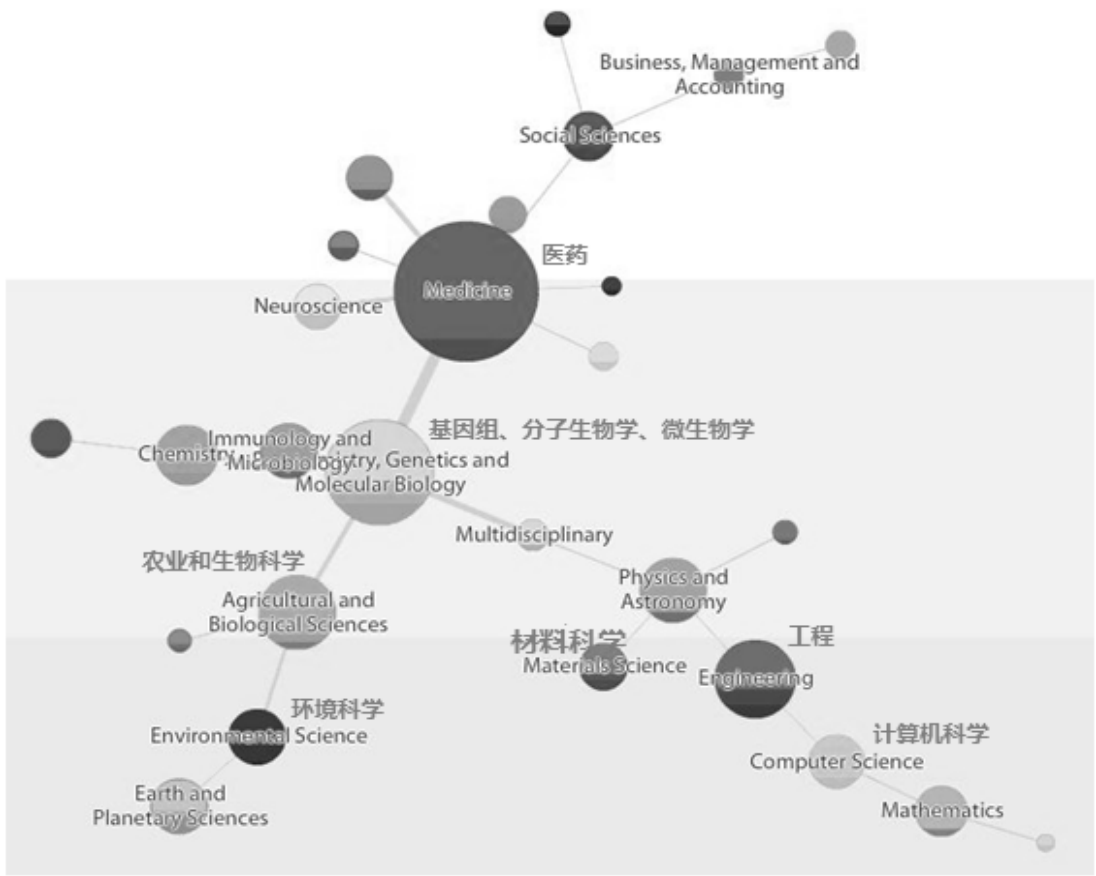 Business, Management and
Accounting
Social Sciences
医药
Medicine
Neuroscience
基因组、分子生物学、微生物学
Immunology and
Microbiology
Chemistry
Genetics and
Molecular Biology
Multidisciplinary
农业和生物科学
Agricultural and
Biological Sciences
Physics and
Astronomy
材料科学
Materials Science
工程
Engineering
环境科学
Environmental Science
计算机科学
Computer Science
Earth and
Planetary Sciences
Mathematics